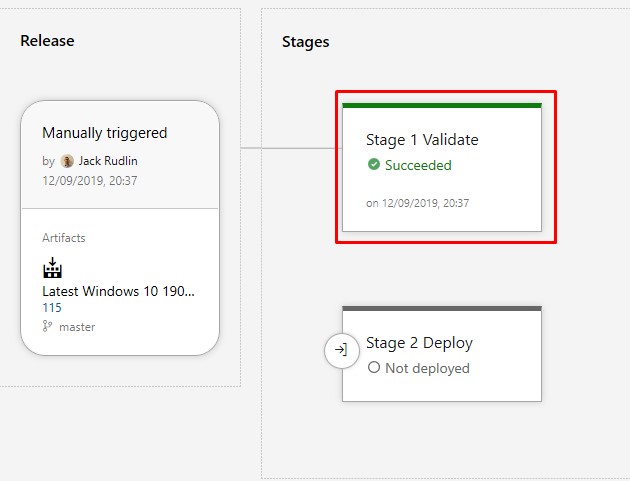 Release
Manually triggered
by Jack Rudlin
12/09/2019, 20:37
Artifacts
Latest Windows 10 190...
115
master
Stages
Stage 1 Validate
Succeeded
on 12/09/2019, 20:37
Stage 2 Deploy
Not deployed